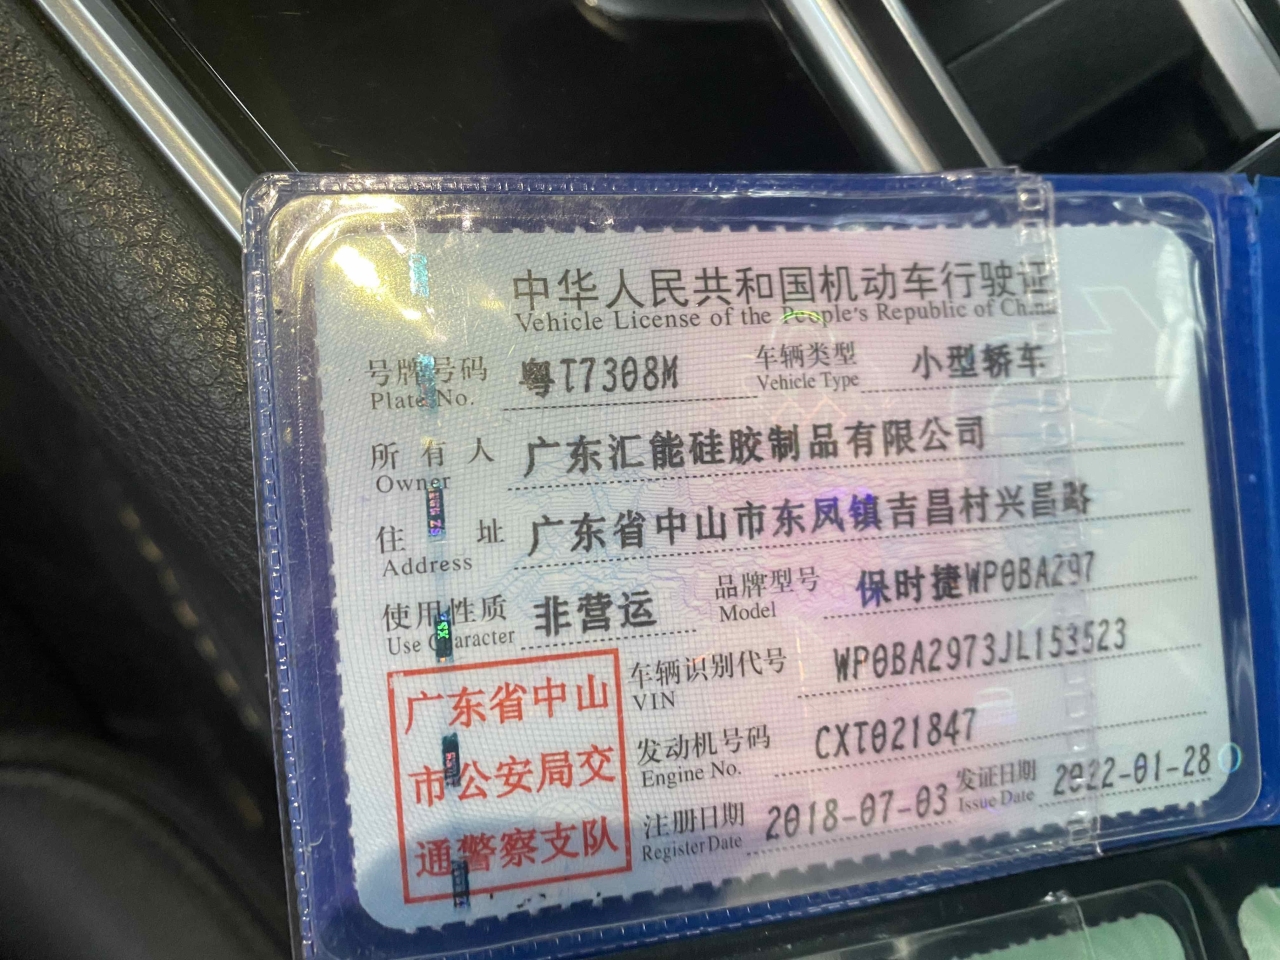 中华人民共和国机动车行驶证
Vehicle License of the People's Republic of China
号牌号码 粤T7308M 车辆类型 小型轿车
Plate No. Vehicle Type
所有人 广东汇能硅胶制品有限公司
Owner
住址 广东省中山市东凤镇吉昌村兴昌路
Address
使用性质 非营运 品牌型号 保时捷WP0BA297
Use Character Model
广东省中山
市公安局交
通警察支队
车辆识别代号 WP0BA2973JL153523
VIN
发动机号码 CXT021847
Engine No.
注册日期 2018-07-03 发证日期 2022-01-28
Register Date Issue Date